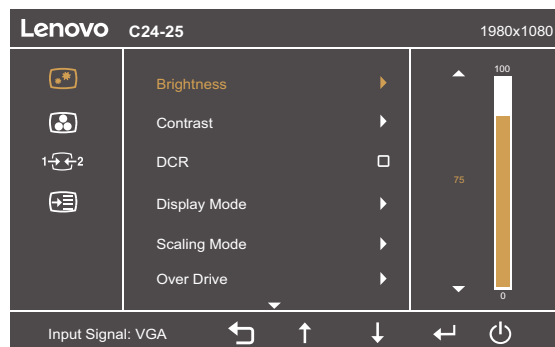 Lenovo C24-25 1980x1080
Brightness
Contrast
DCR
Display Mode
Scaling Mode
Over Drive
1 2
100
75
0
Input Signal: VGA